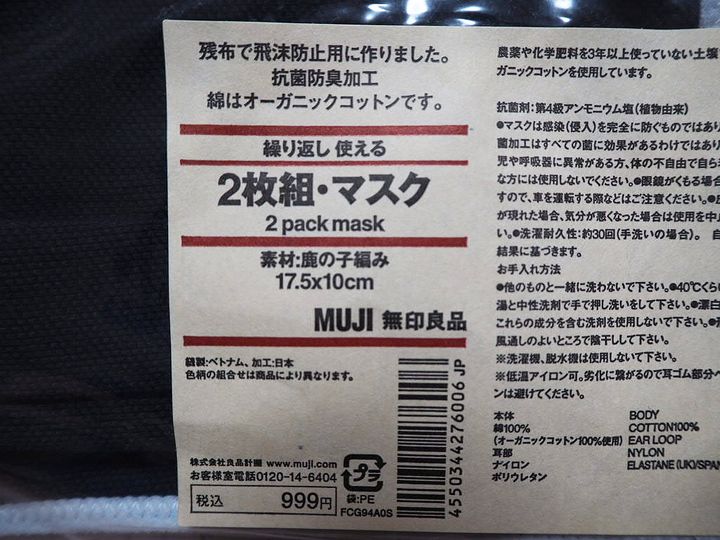 残布で飛沫防止用に作りました。
抗菌防臭加工
綿はオーガニックコットンです。
繰り返し 使える
2枚組・マスク
2 pack mask
素材:鹿の子編み
17.5x10cm
MUJI 無印良品
縫製:ベトナム、加工:日本
色柄の組合せは商品により異なります。
株式会社良品計画 www.muji.com
お客様室電話0120-14-6404
税込 999円
プラ
袋:PE
FCG94A0S
4550344276006 JP
農薬や化学肥料を3年以上使っていない土壌
ガニックコットンを使用しています。
抗菌剤:第4級アンモニウム塩(植物由来)
●マスクは感染(侵入)を完全に防ぐものではあり
菌加工はすべての菌に効果があるわけではあり
児や呼吸器に異常がある方、体の不自由で自ら
な方には使用しないでください。●眼鏡がくもる場合
すので、車を運転する際などはご注意ください。●
が現れた場合、気分が悪くなった場合は使用を中止
い。●洗濯耐久性:約30回(手洗いの場合)。 自
結果に基づきます。
お手入れ方法
●他のものと一緒に洗わないで下さい。●40℃くら
湯と中性洗剤で手で押し洗いをして下さい。●漂白
これらの成分を含む洗剤を使用しないで下さい。●
風通しのよいところで陰干しして下さい。
※洗濯機、脱水機は使用しないて下さい。
※低温アイロン可。劣化に繋がるので耳ゴム部分へ
ンは避けてください。
本体 BODY
綿100% COTTON100%
(オーガニックコットン100%使用) EAR LOOP
耳部 NYLON
ナイロン ELASTANE (UK)/SPAN
ポリウレタン